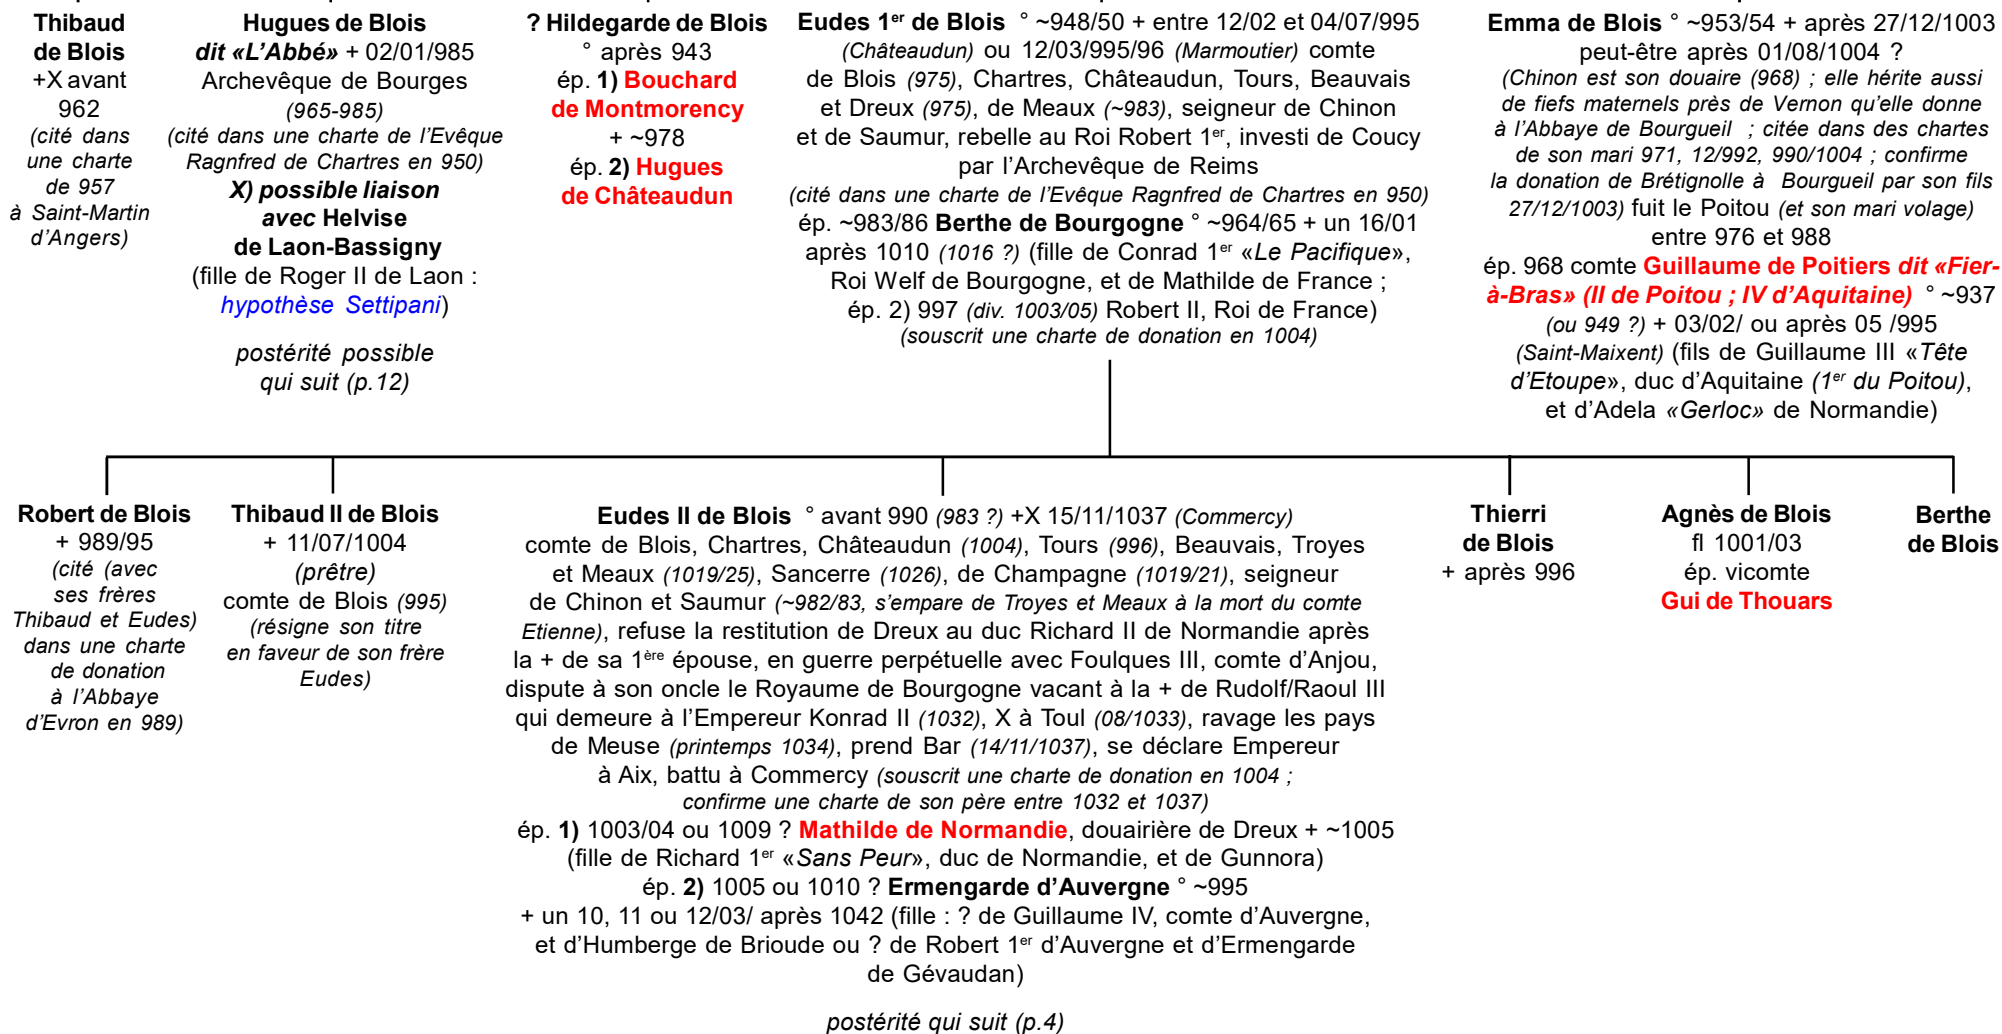 Thibaud
de Blois
+X avant
962
(cité dans
une charte
de 957
à Saint-Martin
d’Angers)
Hugues de Blois
dit «L’Abbé» + 02/01/985
Archevêque de Bourges
(965-985)
(cité dans une charte de l’Evêque
Ragnfred de Chartres en 950)
X) possible liaison
avec Helvise
de Laon-Bassigny
(fille de Roger II de Laon :
hypothèse Settipani)
postérité possible
qui suit (p.12)
? Hildegarde de Blois
° après 943
ép. 1) Bouchard
de Montmorency
+ ~978
ép. 2) Hugues
de Châteaudun
Eudes 1er de Blois ° ~948/50 + entre 12/02 et 04/07/995
(Châteaudun) ou 12/03/995/96 (Marmoutier) comte
de Blois (975), Chartres, Châteaudun, Tours, Beauvais
et Dreux (975), de Meaux (~983), seigneur de Chinon
et de Saumur, rebelle au Roi Robert 1er, investi de Coucy
par l’Archevêque de Reims
(cité dans une charte de l’Evêque Ragnfred de Chartres en 950)
ép. ~983/86 Berthe de Bourgogne ° ~964/65 + un 16/01
après 1010 (1016 ?) (fille de Conrad 1er «Le Pacifique»,
Roi Welf de Bourgogne, et de Mathilde de France ;
ép. 2) 997 (div. 1003/05) Robert II, Roi de France)
(souscrit une charte de donation en 1004)
Emma de Blois ° ~953/54 + après 27/12/1003
peut-être après 01/08/1004 ?
(Chinon est son douaire (968) ; elle hérite aussi
de fiefs maternels près de Vernon qu’elle donne
à l’Abbaye de Bourgueil ; citée dans des chartes
de son mari 971, 12/992, 990/1004 ; confirme
la donation de Brétignolle à Bourgueil par son fils
27/12/1003) fuit le Poitou (et son mari volage)
entre 976 et 988
ép. 968 comte Guillaume de Poitiers dit «Fier-
à-Bras» (II de Poitou ; IV d’Aquitaine) ° ~937
(ou 949 ?) + 03/02/ ou après 05 /995
(Saint-Maixent) (fils de Guillaume III «Tête
d’Etoupe», duc d’Aquitaine (1er du Poitou),
et d’Adela «Gerloc» de Normandie)
Robert de Blois
+ 989/95
(cité (avec
ses frères
Thibaud et Eudes)
dans une charte
de donation
à l’Abbaye
d’Evron en 989)
Thibaud II de Blois
+ 11/07/1004
(prêtre)
comte de Blois (995)
(résigne son titre
en faveur de son frère
Eudes)
Eudes II de Blois ° avant 990 (983 ?) +X 15/11/1037 (Commercy)
comte de Blois, Chartres, Châteaudun (1004), Tours (996), Beauvais, Troyes
et Meaux (1019/25), Sancerre (1026), de Champagne (1019/21), seigneur
de Chinon et Saumur (~982/83, s’empare de Troyes et Meaux à la mort du comte
Etienne), refuse la restitution de Dreux au duc Richard II de Normandie après
la + de sa 1ère épouse, en guerre perpétuelle avec Foulques III, comte d’Anjou,
dispute à son oncle le Royaume de Bourgogne vacant à la + de Rudolf/Raoul III
qui demeure à l’Empereur Konrad II (1032), X à Toul (08/1033), ravage les pays
de Meuse (printemps 1034), prend Bar (14/11/1037), se déclare Empereur
à Aix, battu à Commercy (souscrit une charte de donation en 1004 ;
confirme une charte de son père entre 1032 et 1037)
ép. 1) 1003/04 ou 1009 ? Mathilde de Normandie, douairière de Dreux + ~1005
(fille de Richard 1er «Sans Peur», duc de Normandie, et de Gunnora)
ép. 2) 1005 ou 1010 ? Ermengarde d’Auvergne ° ~995
+ un 10, 11 ou 12/03/ après 1042 (fille : ? de Guillaume IV, comte d’Auvergne,
et d’Humberge de Brioude ou ? de Robert 1er d’Auvergne et d’Ermengarde
de Gévaudan)
postérité qui suit (p.4)
Thierri
de Blois
+ après 996
Agnès de Blois
fl 1001/03
ép. vicomte
Gui de Thouars
Berthe
de Blois